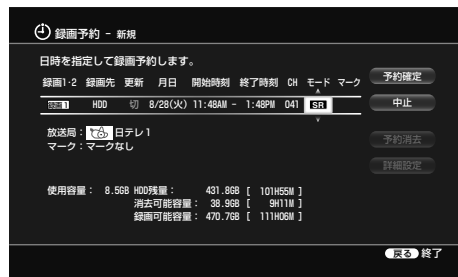 録画予約 - 新規
日時を指定して録画予約します。
録画1·2 録画先 更新 月日 開始時刻 終了時刻 CH モード マーク
録画1 HDD 切 8/28(火) 11:48AM - 1:48PM 041 SR
放送局： 日テレ1
マーク：マークなし
使用容量： 8.5GB HDD残量： 431.8GB [ 101H55M ]
消去可能容量： 38.9GB [ 9H11M ]
録画可能容量： 470.7GB [ 111H06M ]
予約確定
中止
予約消去
詳細設定
戻る 終了